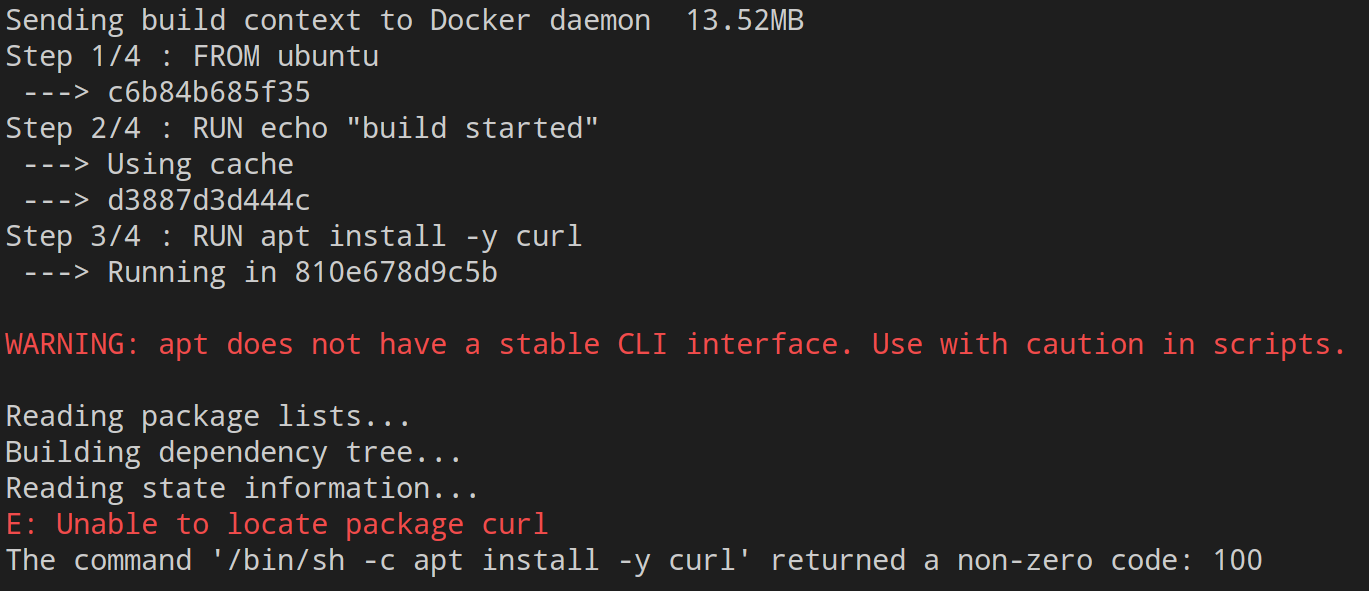 Sending build context to Docker daemon  13.52MB
Step 1/4 : FROM ubuntu
 ---> c6b84b685f35
Step 2/4 : RUN echo "build started"
 ---> Using cache
 ---> d3887d3d444c
Step 3/4 : RUN apt install -y curl
 ---> Running in 810e678d9c5b
WARNING: apt does not have a stable CLI interface. Use with caution in scripts.
Reading package lists...
Building dependency tree...
Reading state information...
E: Unable to locate package curl
The command '/bin/sh -c apt install -y curl' returned a non-zero code: 100